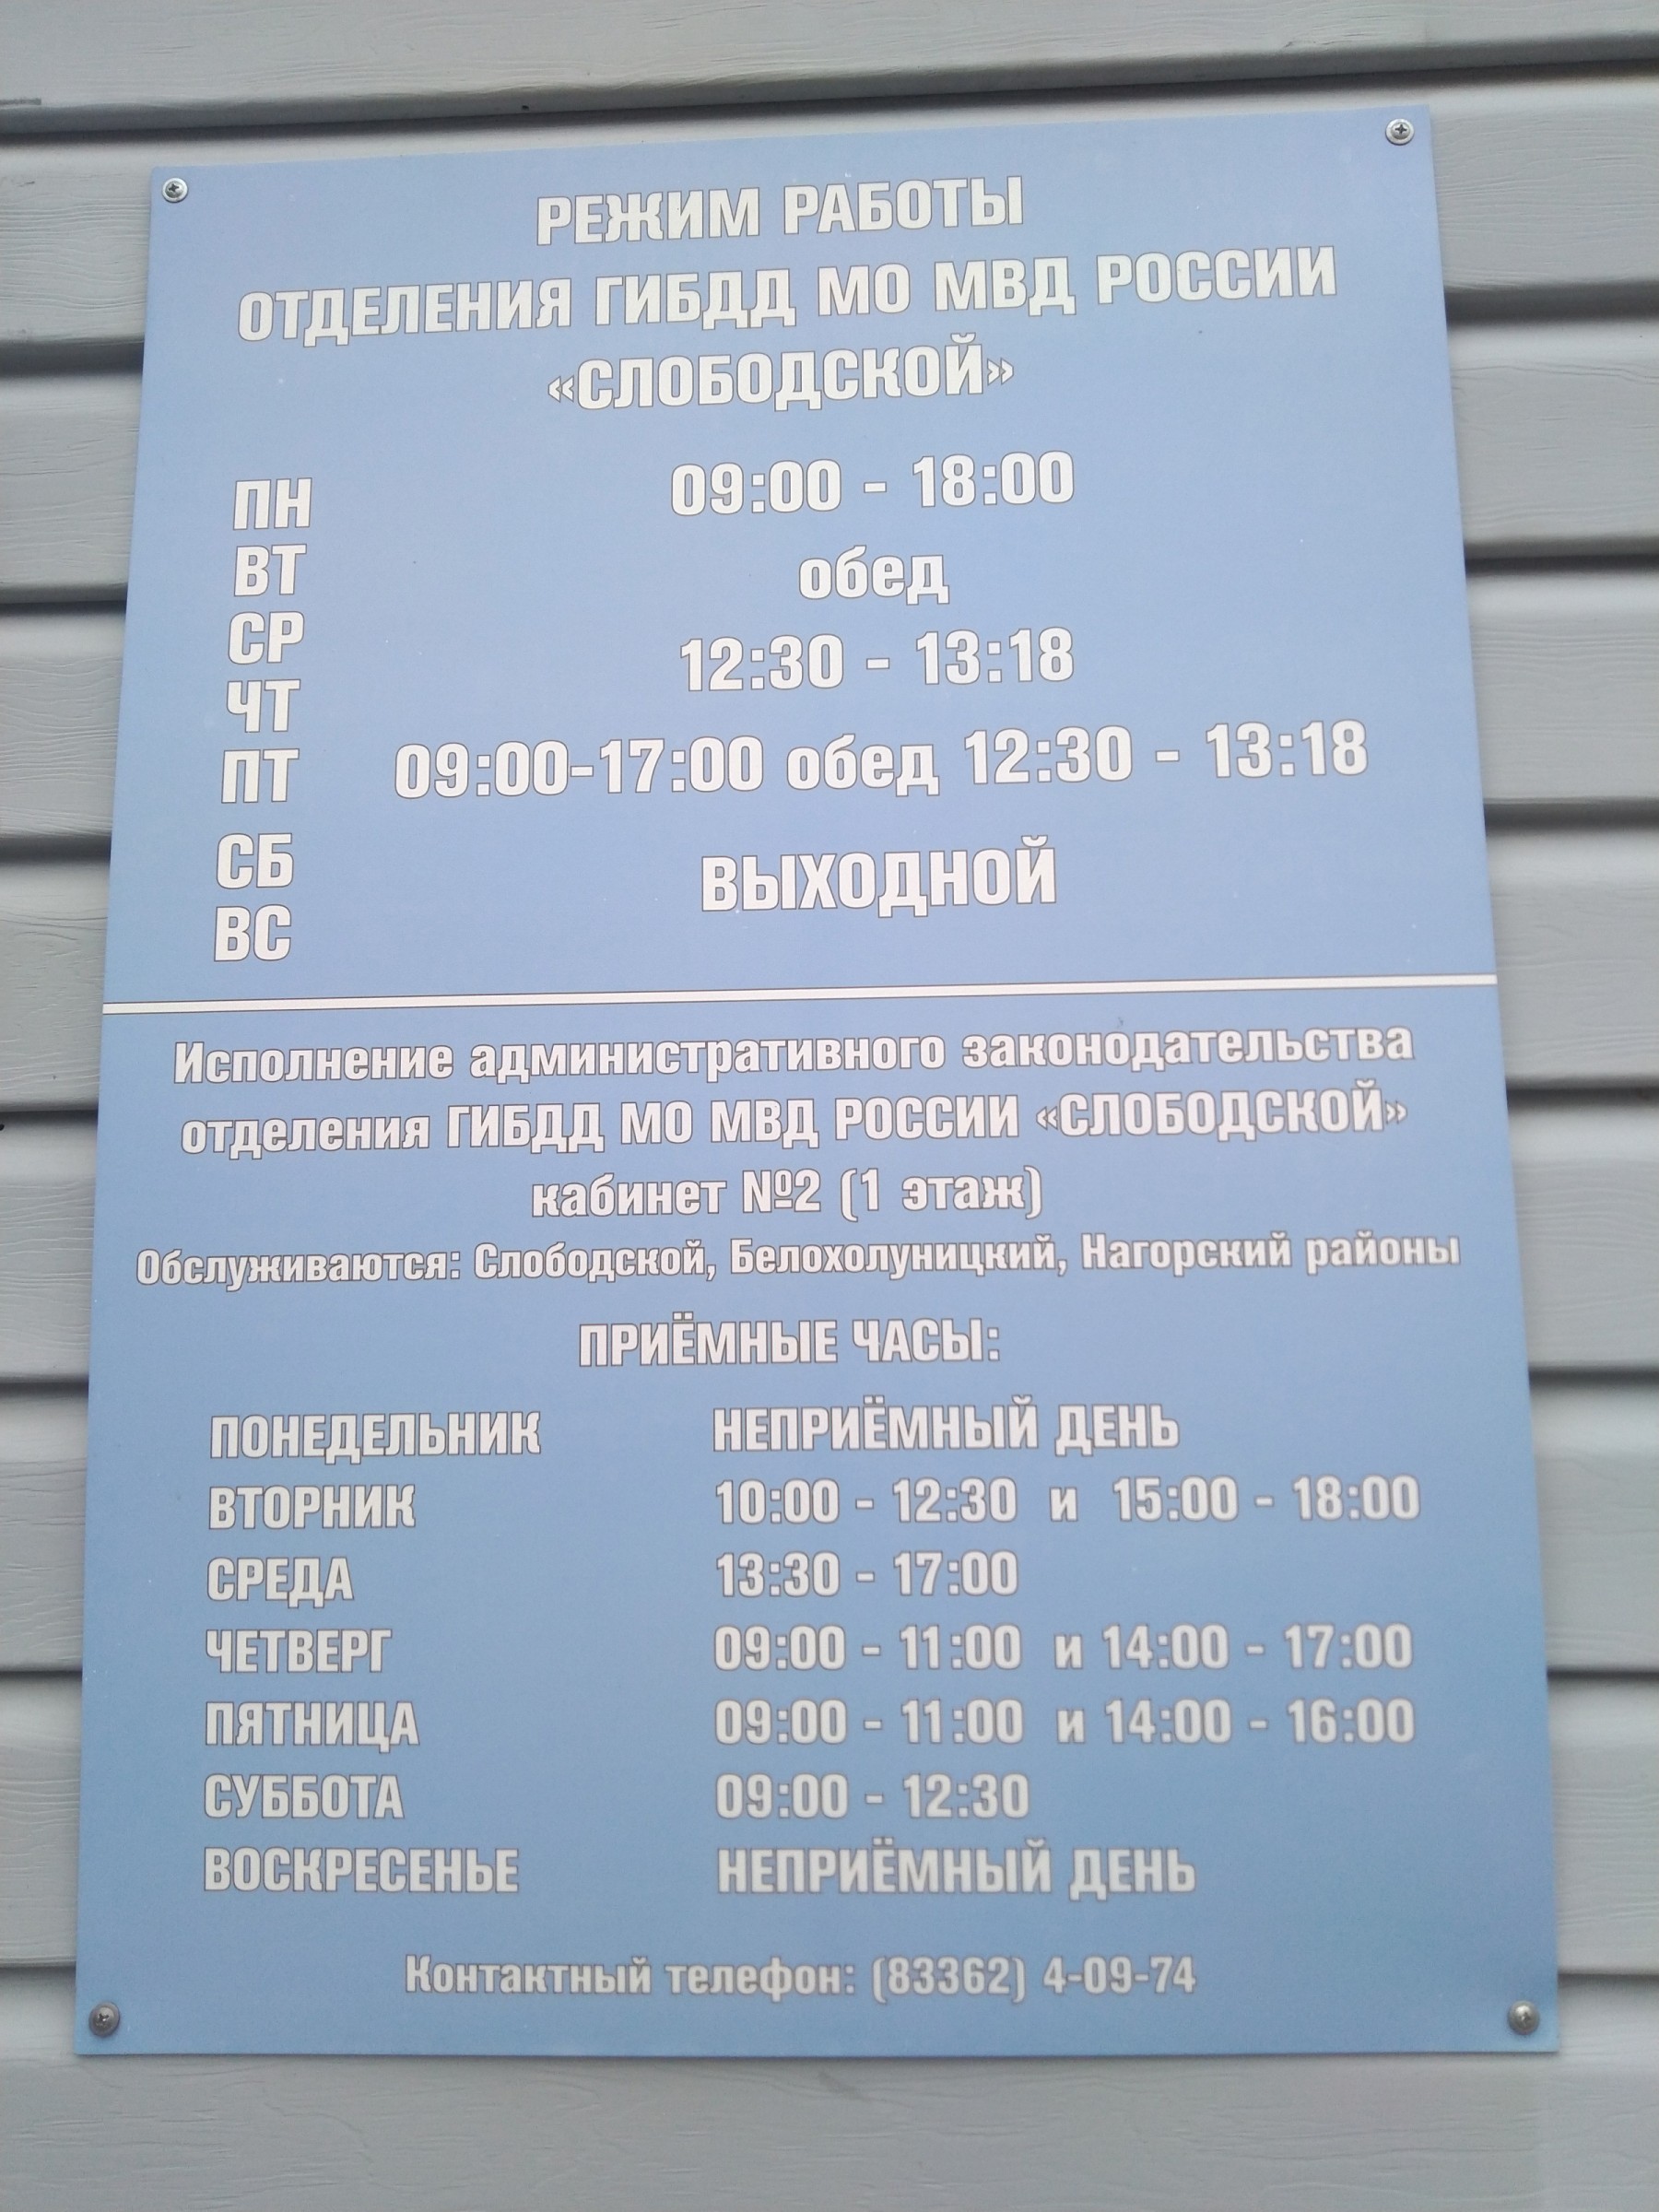 РЕЖИМ РАБОТЫ
ОТДЕЛЕНИЯ ГИБДД МО МВД РОССИИ
«СЛОБОДСКОЙ»
ПН 09:00 - 18:00
ВТ обед
СР 12:30 - 13:18
ЧТ
ПТ 09:00-17:00 обед 12:30 - 13:18
СБ ВЫХОДНОЙ
ВС
Исполнение административного законодательства
отделения ГИБДД МО МВД РОССИИ «СЛОБОДСКОЙ»
кабинет №2 (1 этаж)
Обслуживаются: Слободской, Белохолуницкий, Нагорский районы
ПРИЁМНЫЕ ЧАСЫ:
ПОНЕДЕЛЬНИК НЕПРИЁМНЫЙ ДЕНЬ
ВТОРНИК 10:00 - 12:30 и 15:00 - 18:00
СРЕДА 13:30 - 17:00
ЧЕТВЕРГ 09:00 - 11:00 и 14:00 - 17:00
ПЯТНИЦА 09:00 - 11:00 и 14:00 - 16:00
СУББОТА 09:00 - 12:30
ВОСКРЕСЕНЬЕ НЕПРИЁМНЫЙ ДЕНЬ
Контактный телефон: (83362) 4-09-74